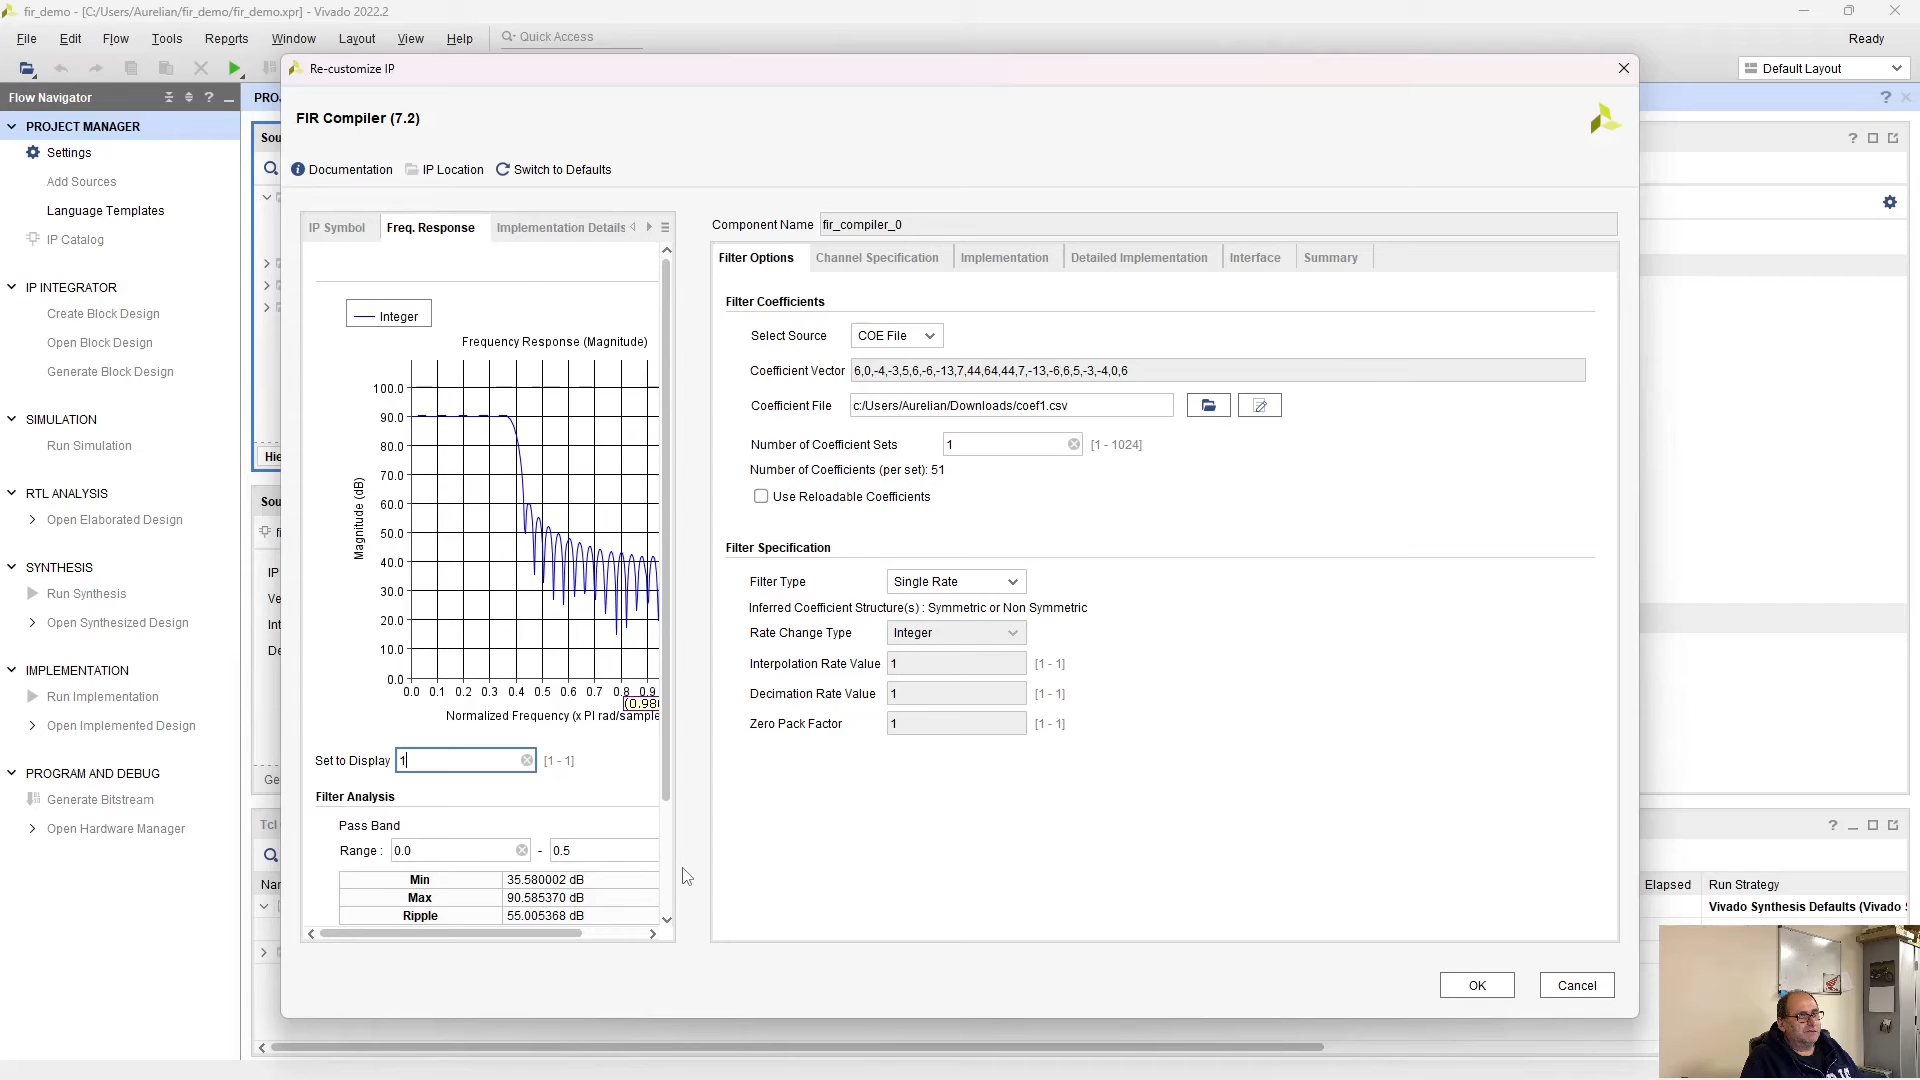 fir_demo - [C:/Users/Aurelian/fir_demo/fir_demo.xpr] - Vivado 2022.2
File Edit Flow Tools Reports Window Layout View Help Quick Access Ready
Default Layout
Flow Navigator
PROJECT MANAGER
Settings
Add Sources
Language Templates
IP Catalog
IP INTEGRATOR
Create Block Design
Open Block Design
Generate Block Design
SIMULATION
Run Simulation
RTL ANALYSIS
Open Elaborated Design
SYNTHESIS
Run Synthesis
Open Synthesized Design
IMPLEMENTATION
Run Implementation
Open Implemented Design
PROGRAM AND DEBUG
Generate Bitstream
Open Hardware Manager
Re-customize IP
FIR Compiler (7.2)
Documentation IP Location Switch to Defaults
IP Symbol Freq. Response Implementation Details
Integer
Frequency Response (Magnitude)
Magnitude (dB)
100.0
90.0
80.0
70.0
60.0
50.0
40.0
30.0
20.0
10.0
0.0
0.0 0.1 0.2 0.3 0.4 0.5 0.6 0.7 0.8 0.9
Normalized Frequency (x PI rad/sample
Set to Display 1 [1 - 1]
Filter Analysis
Pass Band
Range : 0.0 - 0.5
Min 35.580002 dB
Max 90.585370 dB
Ripple 55.005368 dB
Component Name fir_compiler_0
Filter Options Channel Specification Implementation Detailed Implementation Interface Summary
Filter Coefficients
Select Source COE File
Coefficient Vector 6,0,-4,-3,5,6,-6,-13,7,44,64,44,7,-13,-6,6,5,-3,-4,0,6
Coefficient File c:/Users/Aurelian/Downloads/coef1.csv
Number of Coefficient Sets 1 [1 - 1024]
Number of Coefficients (per set): 51
Use Reloadable Coefficients
Filter Specification
Filter Type Single Rate
Inferred Coefficient Structure(s) : Symmetric or Non Symmetric
Rate Change Type Integer
Interpolation Rate Value 1 [1 - 1]
Decimation Rate Value 1 [1 - 1]
Zero Pack Factor 1 [1 - 1]
OK Cancel
Elapsed Run Strategy
Vivado Synthesis Defaults (Vivado